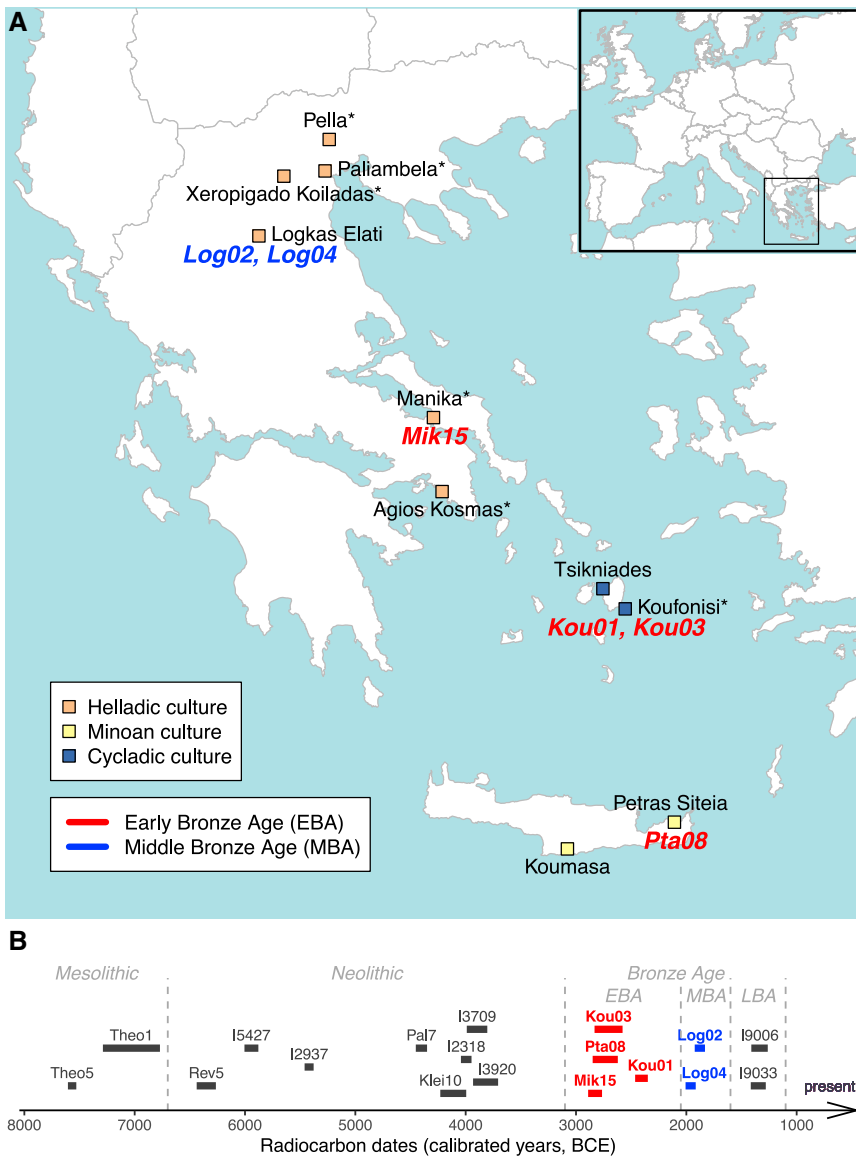 A
Pella*
Paliambela*
Xeropigado Koiladas*
Logkas Elati
Log02, Log04
Manika*
Mik15
Agios Kosmas*
Tsikniades
Koufonisi*
Kou01, Kou03
Helladic culture
Minoan culture
Cycladic culture
Early Bronze Age (EBA)
Middle Bronze Age (MBA)
Petras Siteia
Pta08
Koumasa
B
Mesolithic
Neolithic
Bronze Age
EBA
MBA
LBA
I3709
Kou03
Theo1
I5427
Pal7
Log02
I9006
I2937
I2318
Pta08
Kou01
Theo5
Rev5
Klei10
I3920
Mik15
Log04
I9033
present
8000 7000 6000 5000 4000 3000 2000 1000
Radiocarbon dates (calibrated years, BCE)